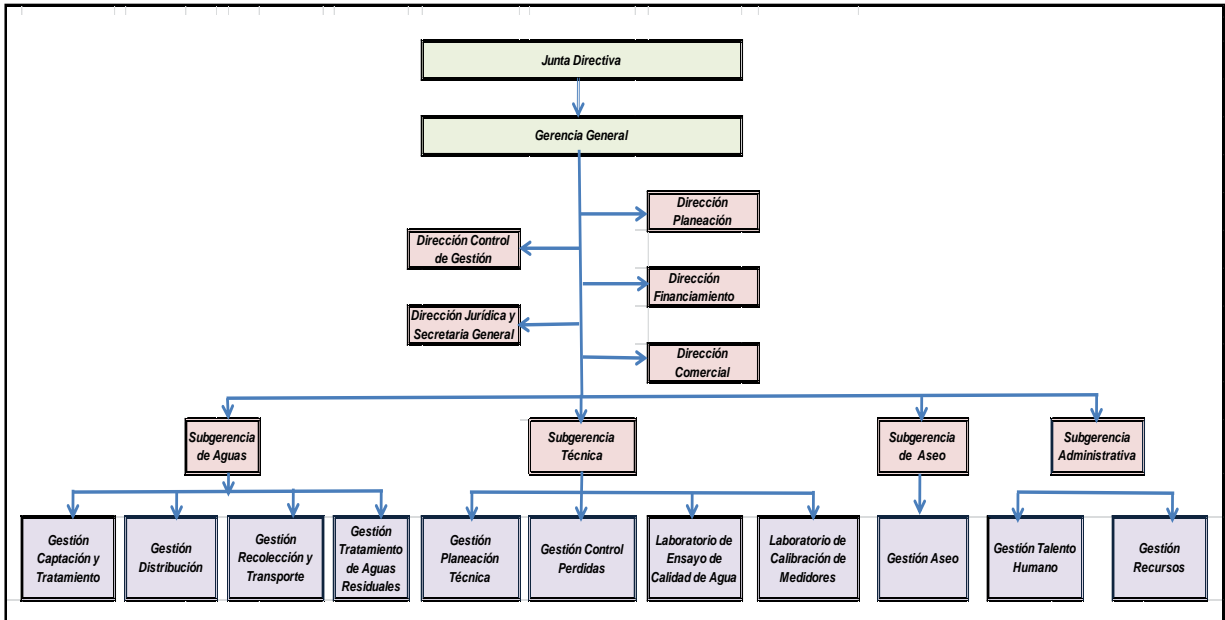 Junta Directiva
Gerencia General
Dirección
Planeación
Dirección Control
de Gestión
Dirección
Financiamiento
Dirección Jurídica y
Secretaria General
Dirección
Comercial
Subgerencia
de Aguas
Subgerencia
Técnica
Subgerencia
de Aseo
Subgerencia
Administrativa
Gestión
Captación y
Tratamiento
Gestión
Distribución
Gestión
Recolección y
Transporte
Gestión
Tratamiento
de Aguas
Residuales
Gestión
Planeación
Técnica
Gestión Control
Perdidas
Laboratorio de
Ensayo de
Calidad de Agua
Laboratorio de
Calibración de
Medidores
Gestión Aseo
Gestión Talento
Humano
Gestión
Recursos